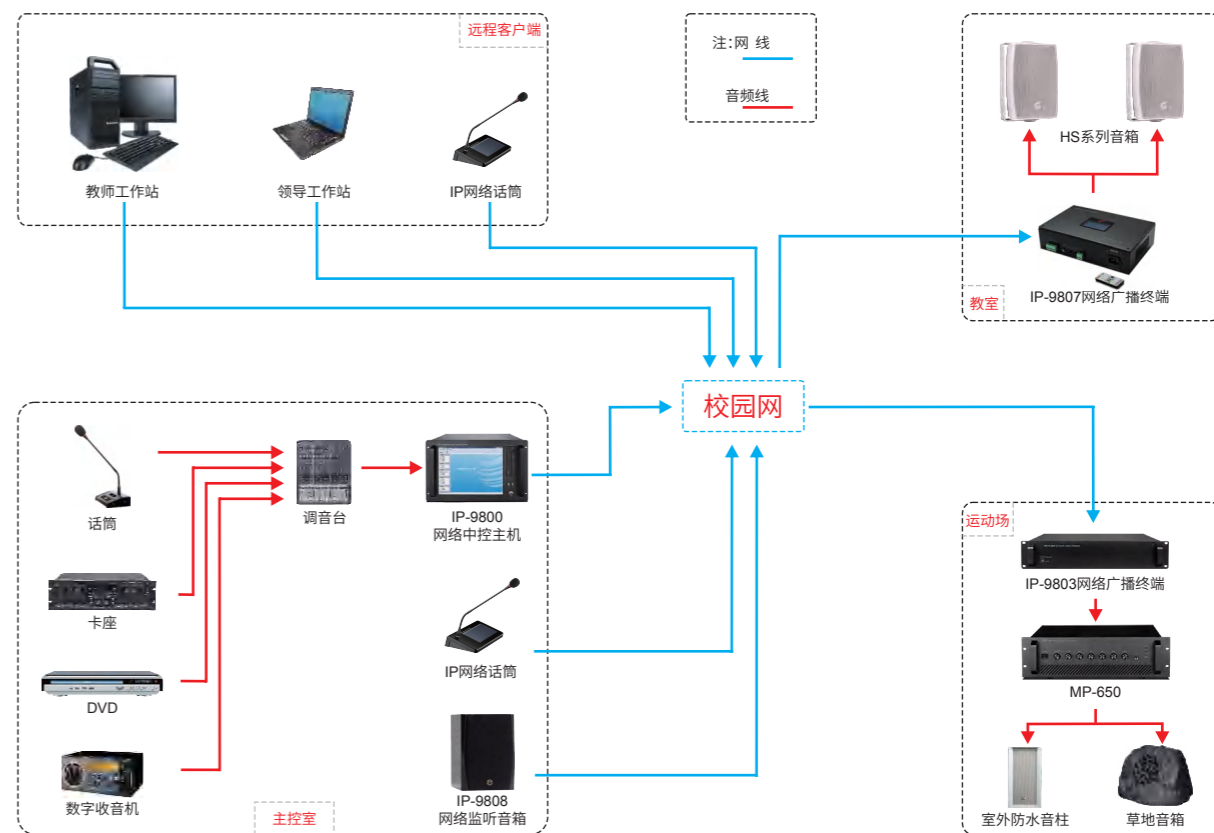 远程客户端
教师工作站
领导工作站
IP网络话筒
注:网 线
音频线
HS系列音箱
IP-9807网络广播终端
教室
校园网
话筒
调音台
IP-9800
网络中控主机
卡座
IP网络话筒
DVD
数字收音机
IP-9808
网络监听音箱
主控室
运动场
IP-9803网络广播终端
MP-650
室外防水音柱
草地音箱